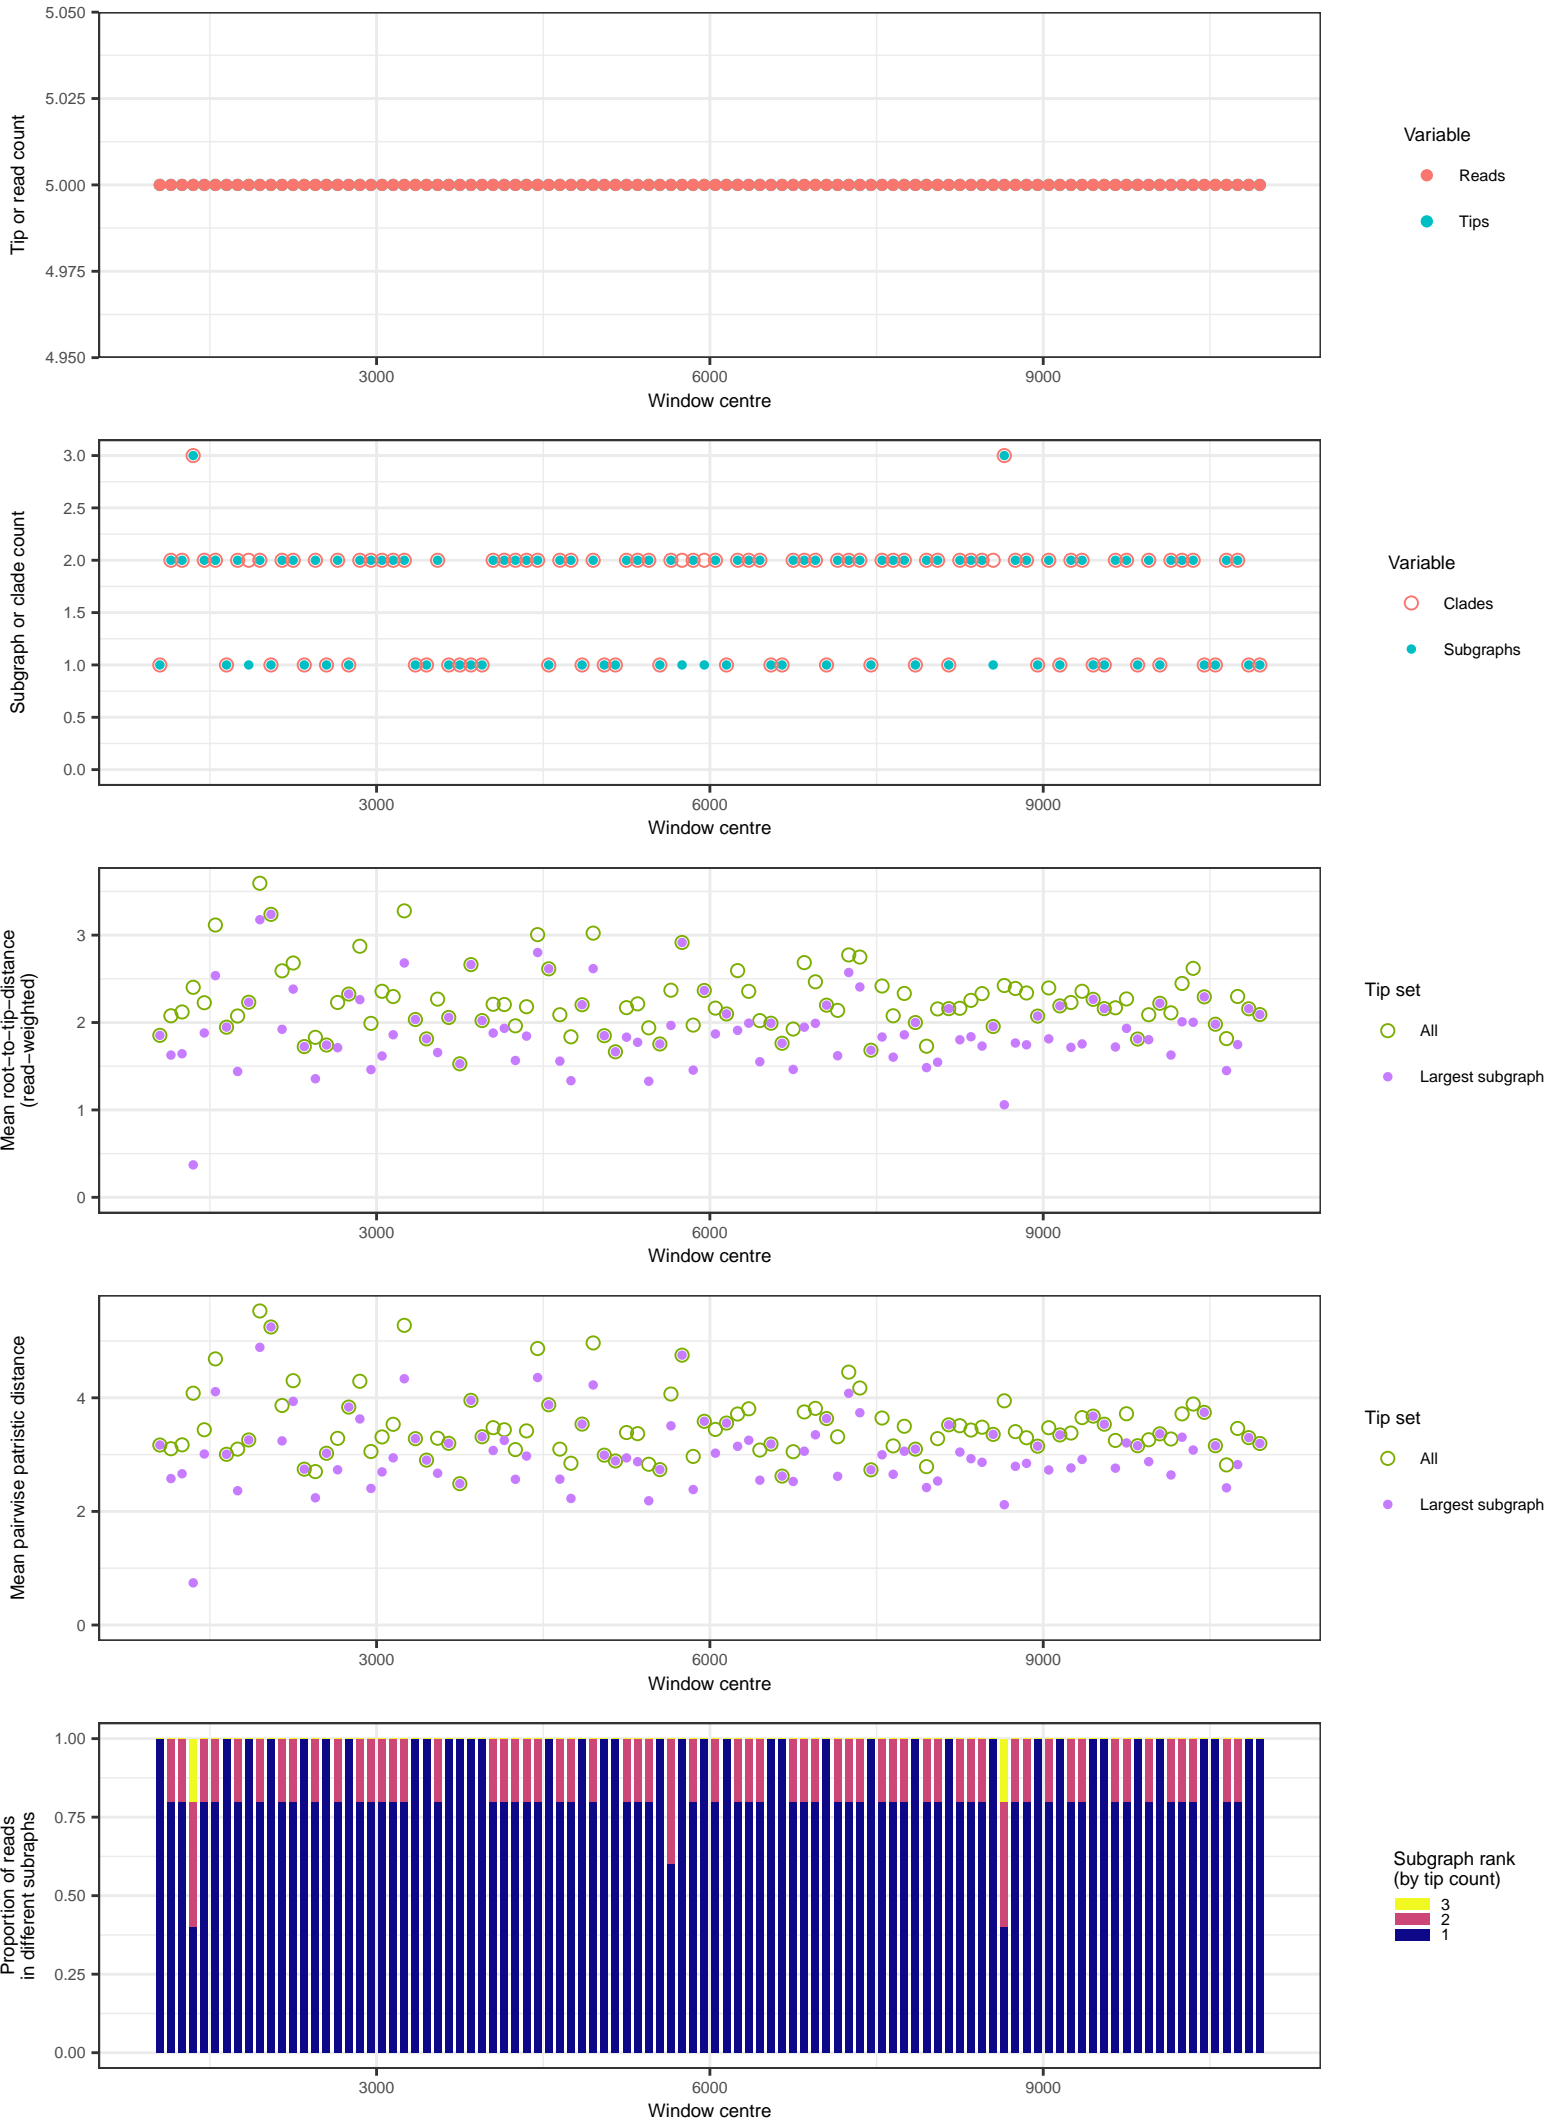 5.050
5.025
5.000
4.975
4.950
Tip or read count
3000
6000
9000
Window centre
Variable
Reads
Tips
3.0
2.5
2.0
1.5
1.0
0.5
0.0
Subgraph or clade count
3000
6000
9000
Window centre
Variable
Clades
Subgraphs
3
2
1
0
Mean root−to−tip−distance
(read−weighted)
3000
6000
9000
Window centre
Tip set
All
Largest subgraph
4
2
0
Mean pairwise patristic distance
3000
6000
9000
Window centre
Tip set
All
Largest subgraph
1.00
0.75
0.50
0.25
0.00
Proportion of reads
in different subraphs
3000
6000
9000
Window centre
Subgraph rank
(by tip count)
3
2
1